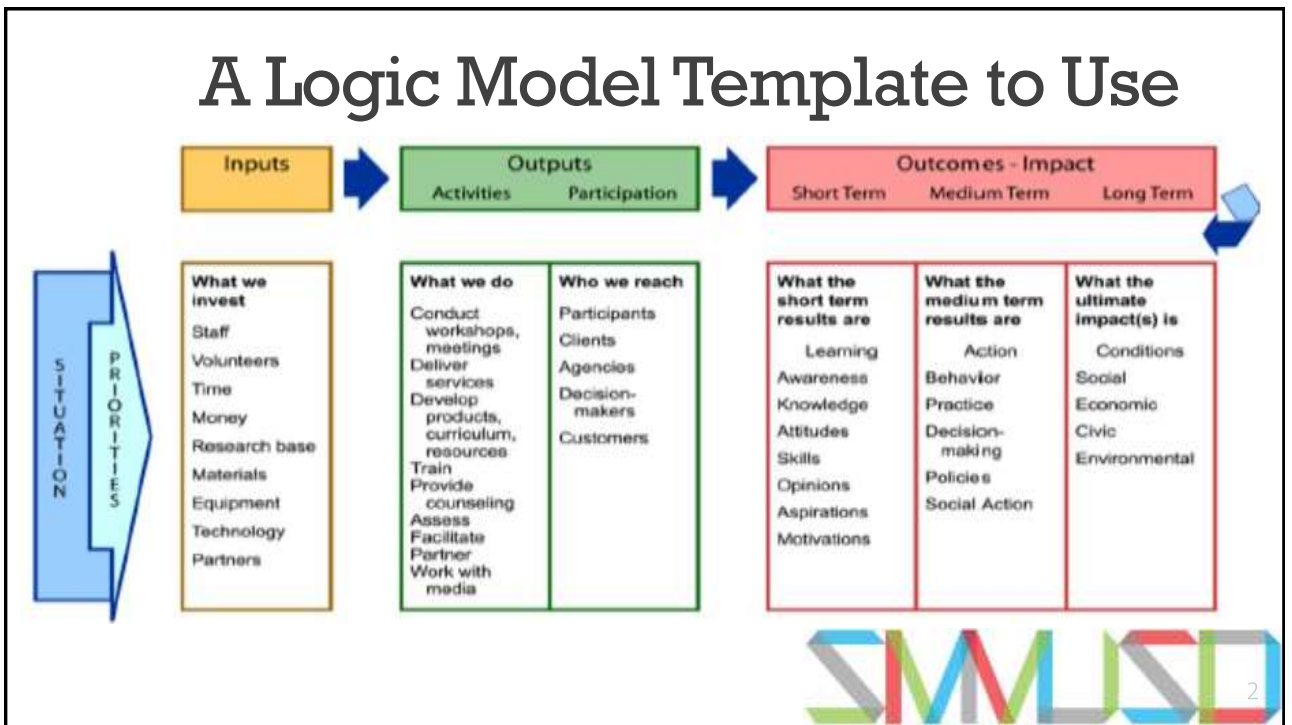 A Logic Model Template to Use
Inputs
Outputs
Activities Participation
Outcomes - Impact
Short Term Medium Term Long Term
SITUATION
PRIORITIES
What we
invest
Staff
Volunteers
Time
Money
Research base
Materials
Equipment
Technology
Partners
What we do
Conduct
workshops,
meetings
Deliver
services
Develop
products,
curriculum,
resources
Train
Provide
counseling
Assess
Facilitate
Partner
Work with
media
Who we reach
Participants
Clients
Agencies
Decision-
makers
Customers
What the
short term
results are
Learning
Awareness
Knowledge
Attitudes
Skills
Opinions
Aspirations
Motivations
What the
medium term
results are
Action
Behavior
Practice
Decision-
making
Policies
Social Action
What the
ultimate
impact(s) is
Conditions
Social
Economic
Civic
Environmental
SMMUSD
2